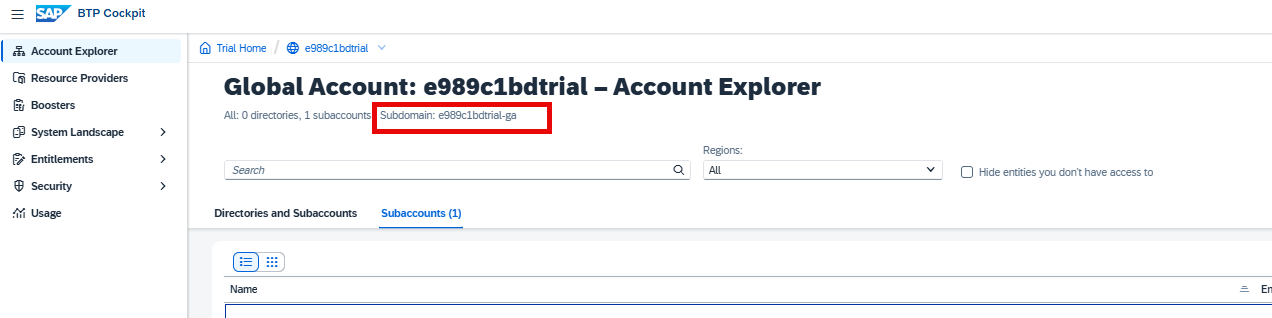 SAP BTP Cockpit
Account Explorer
Resource Providers
Boosters
System Landscape
Entitlements
Security
Usage
Trial Home / e989c1bdtrial
Global Account: e989c1bdtrial – Account Explorer
All: 0 directories, 1 subaccounts Subdomain: e989c1bdtrial-ga
Regions:
Search
All
Hide entities you don't have access to
Directories and Subaccounts Subaccounts (1)
Name
En